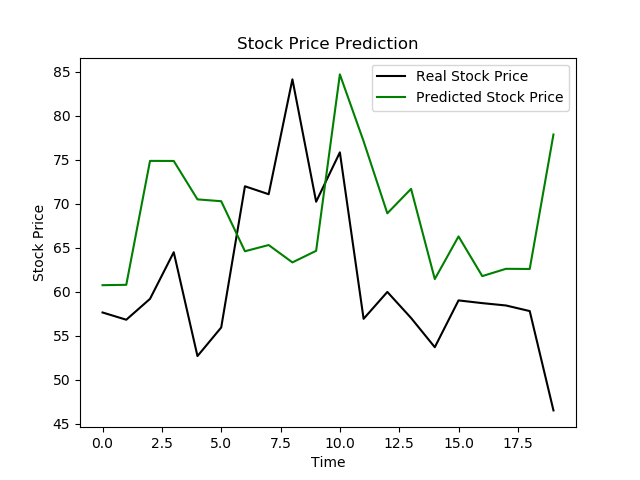 Stock Price Prediction
Real Stock Price
Predicted Stock Price
85
80
75
70
65
60
55
50
45
Stock Price
0.0 2.5 5.0 7.5 10.0 12.5 15.0 17.5
Time